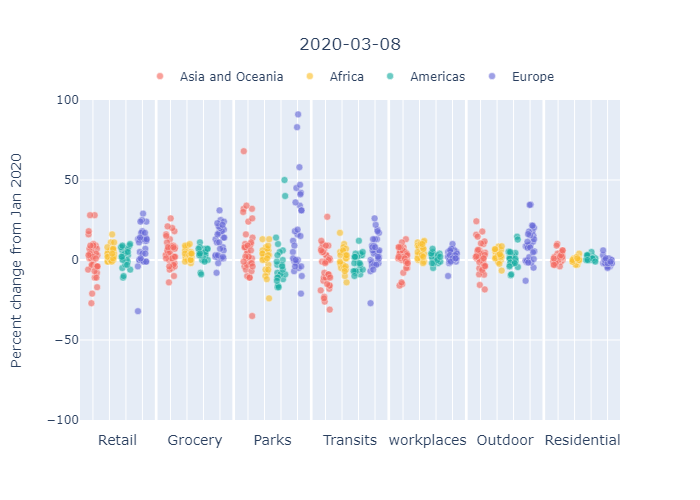 2020-03-08
Asia and Oceania Africa Americas Europe
Percent change from Jan 2020
100
50
0
−50
−100
Retail Grocery Parks Transits workplaces Outdoor Residential